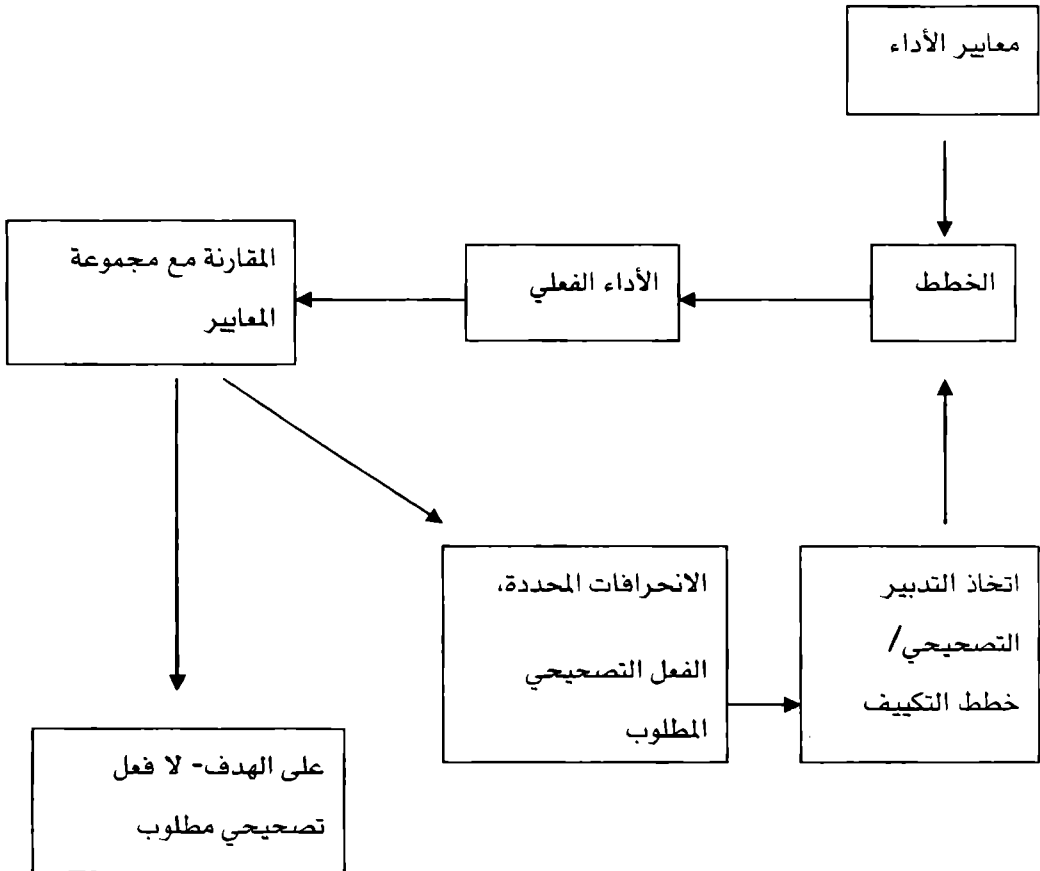 معايير الأداء
الخطط
الأداء الفعلي
المقارنة مع مجموعة
المعايير
الانحرافات المحددة،
الفعل التصحيحي
المطلوب
اتخاذ التدبير
التصحيحي/
خطط التكييف
على الهدف- لا فعل
تصحيحي مطلوب